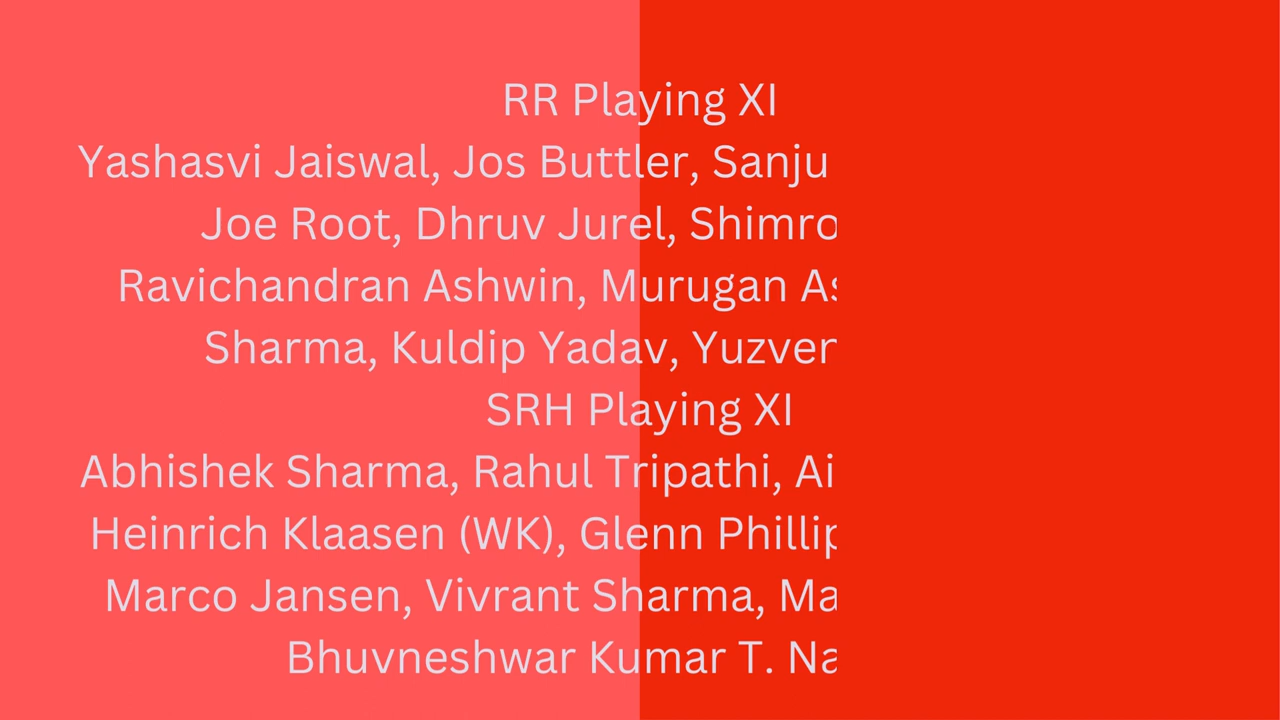 RR Playing XI
Yashasvi Jaiswal, Jos Buttler, Sanju
Joe Root, Dhruv Jurel,
Ravichandran Ashwin, Murugan
Sharma, Kuldip Yadav,
SRH Playing XI
Abhishek Sharma, Rahul Tripathi,
Heinrich Klaasen (WK), Glenn
Marco Jansen, Vivrant Sharma,
Bhuvneshwar Kumar T.